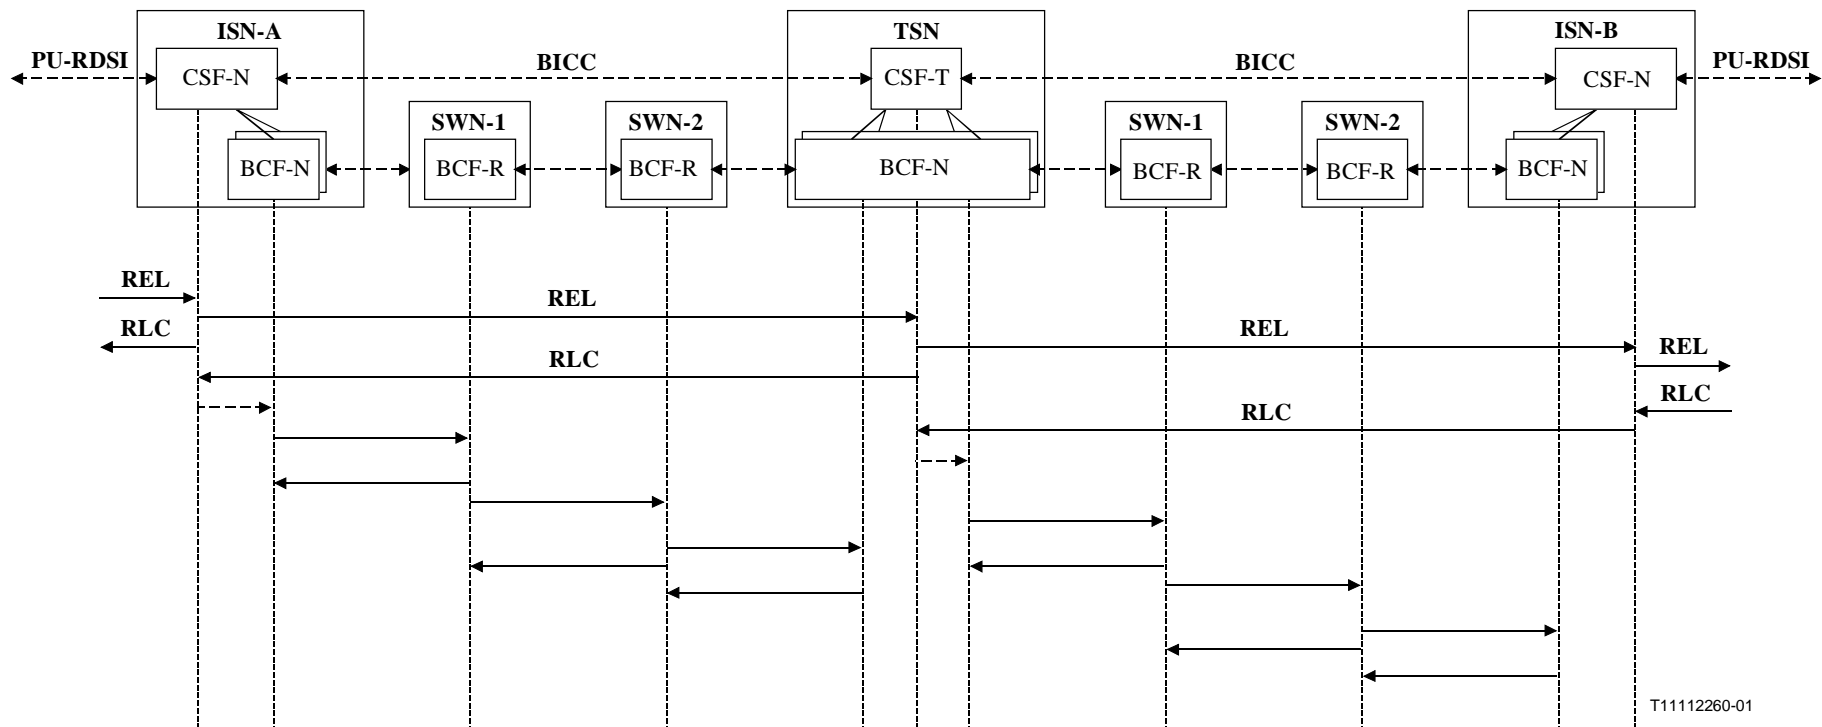 ISN-A
TSN
ISN-B
PU-RDSI
CSF-N
BICC
CSF-T
BICC
CSF-N
PU-RDSI
SWN-1
SWN-2
SWN-1
SWN-2
BCF-N
BCF-R
BCF-R
BCF-N
BCF-R
BCF-R
BCF-N
REL
REL
RLC
REL
RLC
REL
RLC
RLC
T11112260-01